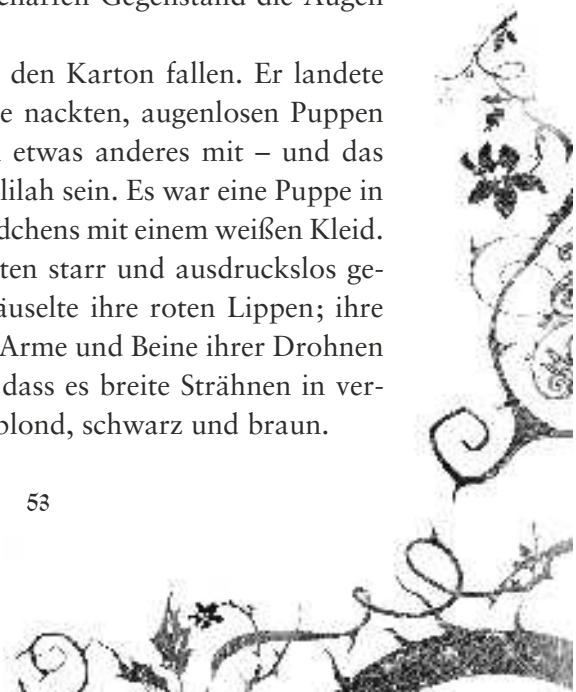 charfen Gegenstand die Augen
den Karton fallen. Er landete
e nackten, augenlosen Puppen
etwas anderes mit – und das
lilah sein. Es war eine Puppe in
dchens mit einem weißen Kleid.
ten starr und ausdruckslos ge-
äuselte ihre roten Lippen; ihre
Arme und Beine ihrer Drohnen
dass es breite Strähnen in ver-
blond, schwarz und braun.
53